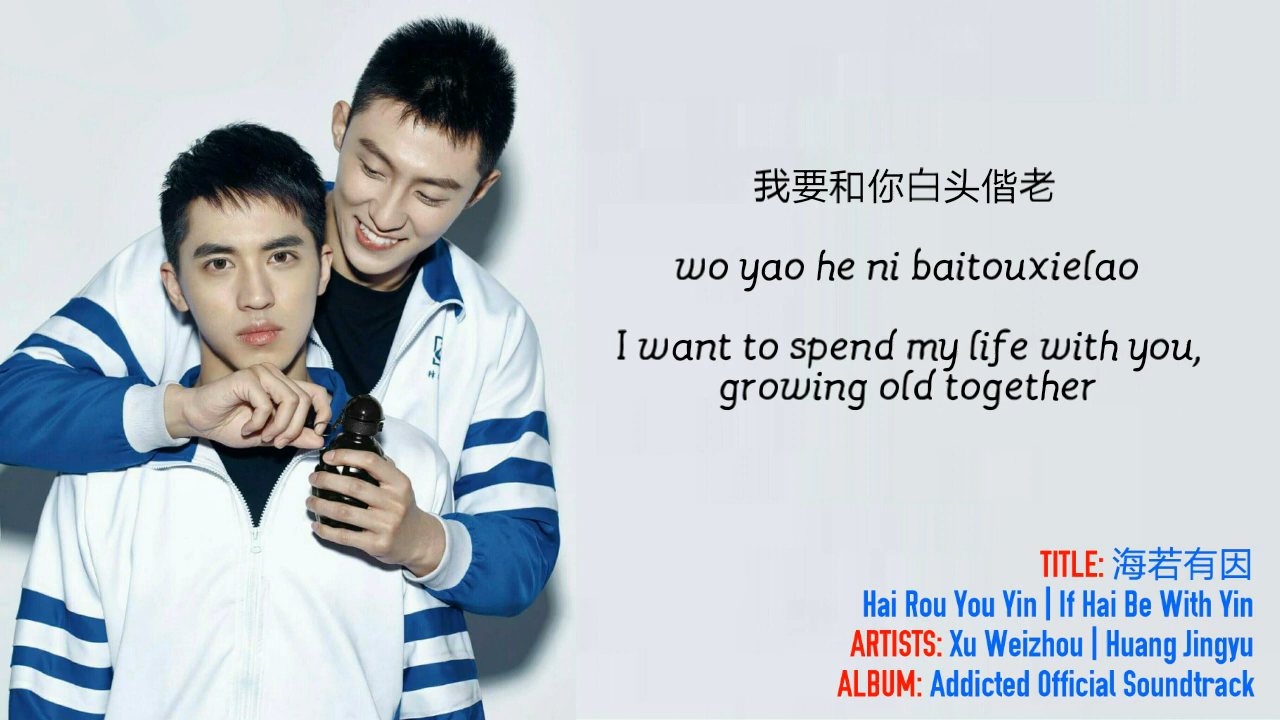 我要和你白头偕老
wo yao he ni baitouxielao
I want to spend my life with you,
growing old together
TITLE: 海若有因
Hai Rou You Yin | If Hai Be With Yin
ARTISTS: Xu Weizhou | Huang Jingyu
ALBUM: Addicted Official Soundtrack